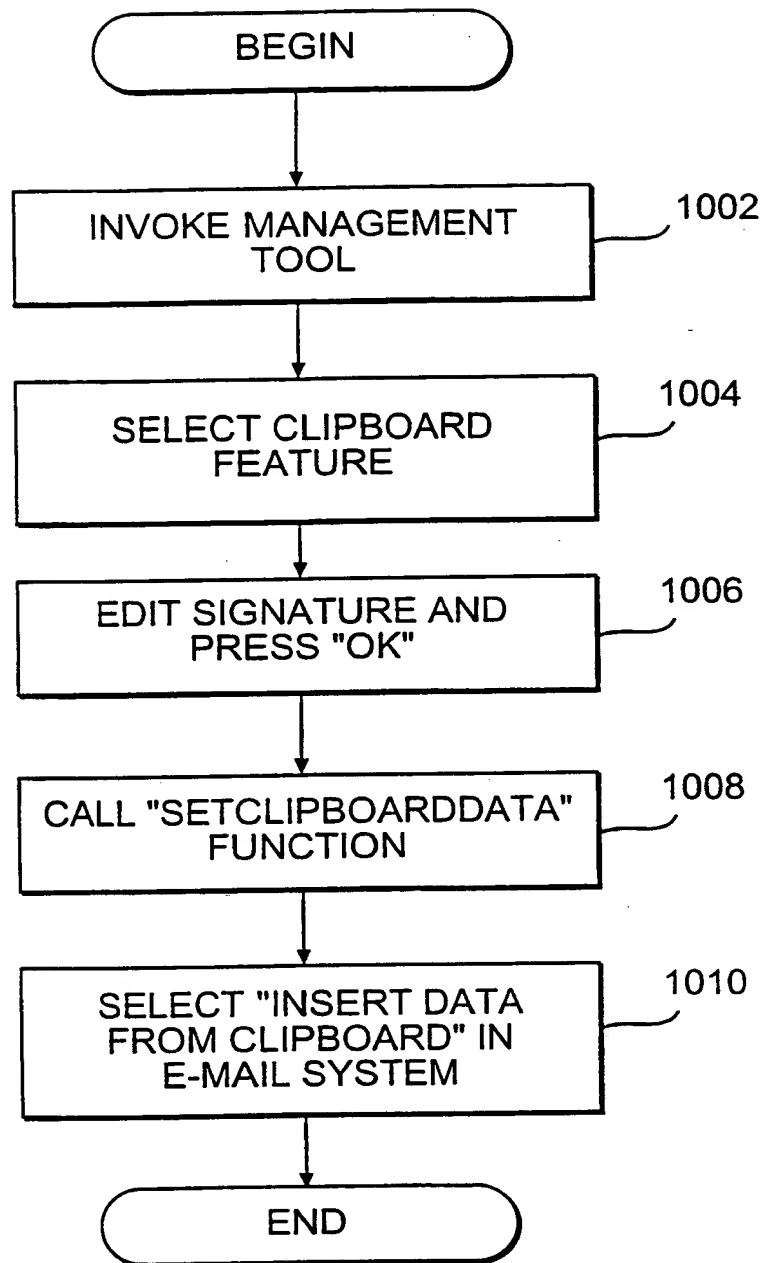 BEGIN
INVOKE MANAGEMENT
TOOL
1002
SELECT CLIPBOARD
FEATURE
1004
EDIT SIGNATURE AND
PRESS "OK"
1006
CALL "SETCLIPBOARDDATA"
FUNCTION
1008
SELECT "INSERT DATA
FROM CLIPBOARD" IN
E-MAIL SYSTEM
1010
END